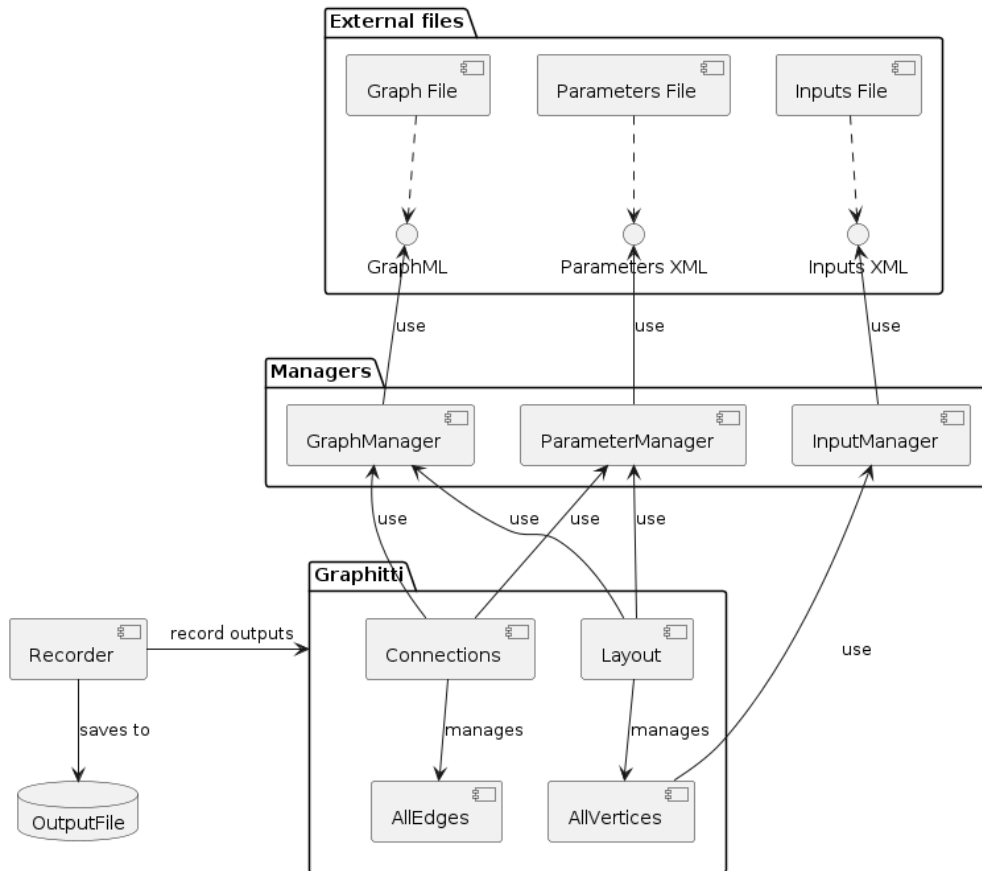 External files
Graph File
Parameters File
Inputs File
GraphML
Parameters XML
Inputs XML
use
use
use
Managers
GraphManager
ParameterManager
InputManager
use
use
use
use
Graphitti
Recorder
record outputs
Connections
Layout
use
saves to
manages
manages
OutputFile
AllEdges
AllVertices